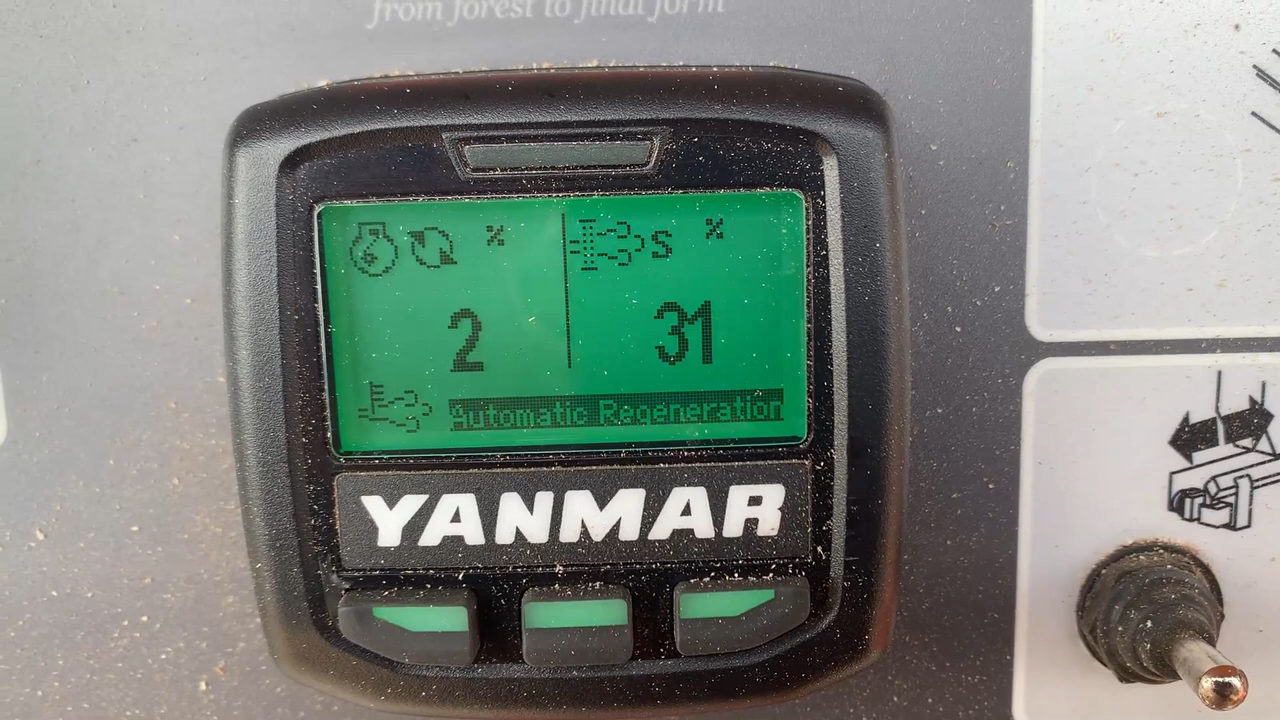 from forest to final form
% S %
2 31
Automatic Regeneration
YANMAR